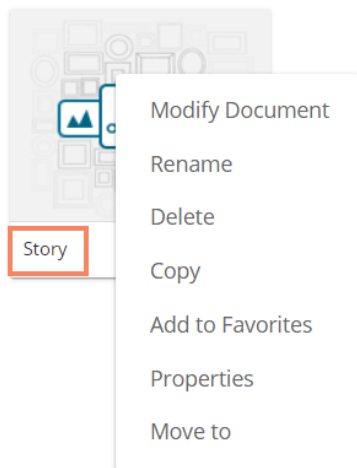 Modify Document
Rename
Delete
Story
Copy
Add to Favorites
Properties
Move to